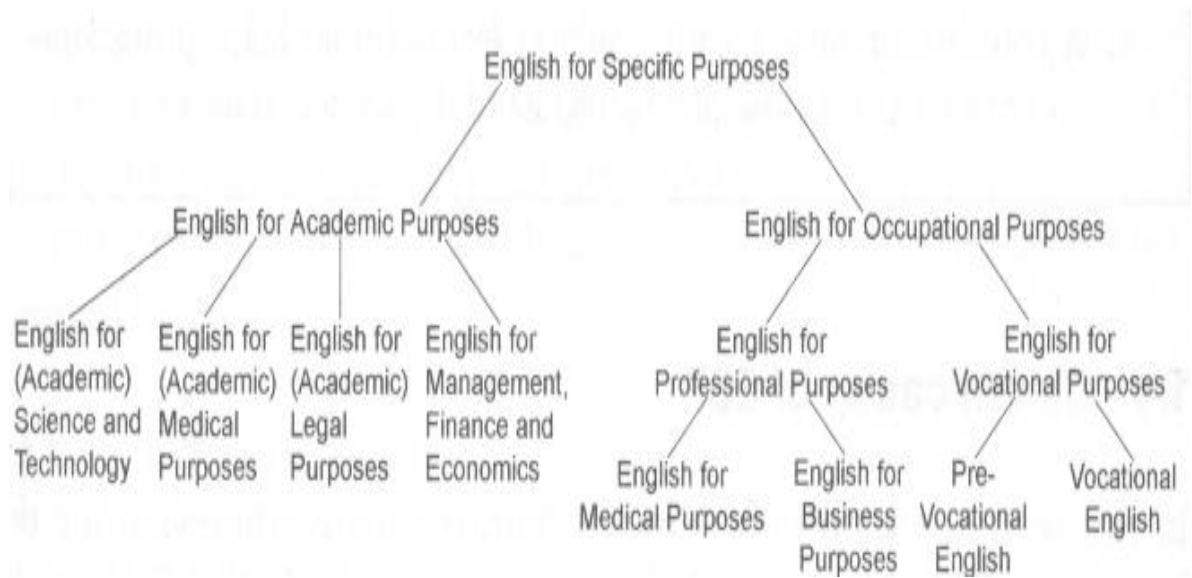 English for Specific Purposes
English for Academic Purposes
English for Occupational Purposes
English for
(Academic)
Science and
Technology
English for
(Academic)
Medical
Purposes
English for
(Academic)
Legal
Purposes
English for
Management,
Finance and
Economics
English for
Professional Purposes
English for
Vocational Purposes
English for
Medical Purposes
English for
Business
Purposes
Pre-
Vocational
English
Vocational
English